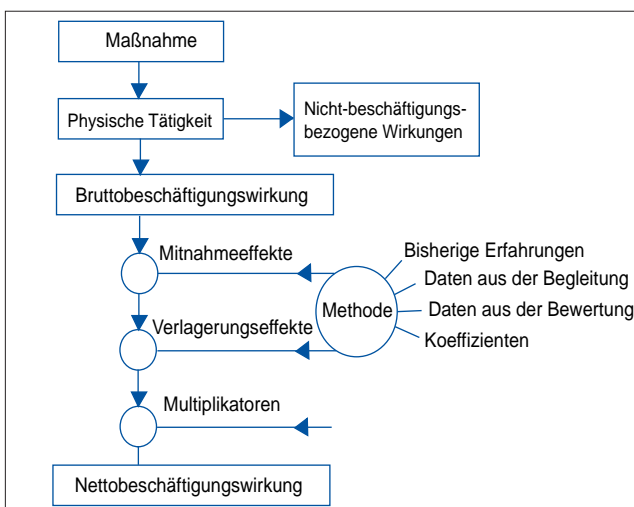 Maßnahme
Physische Tätigkeit
Nicht-beschäftigungs-
bezogene Wirkungen
Bruttobeschäftigungswirkung
Mitnahmeeffekte
Bisherige Erfahrungen
Daten aus der Begleitung
Methode
Daten aus der Bewertung
Verlagerungseffekte
Koeffizienten
Multiplikatoren
Nettobeschäftigungswirkung